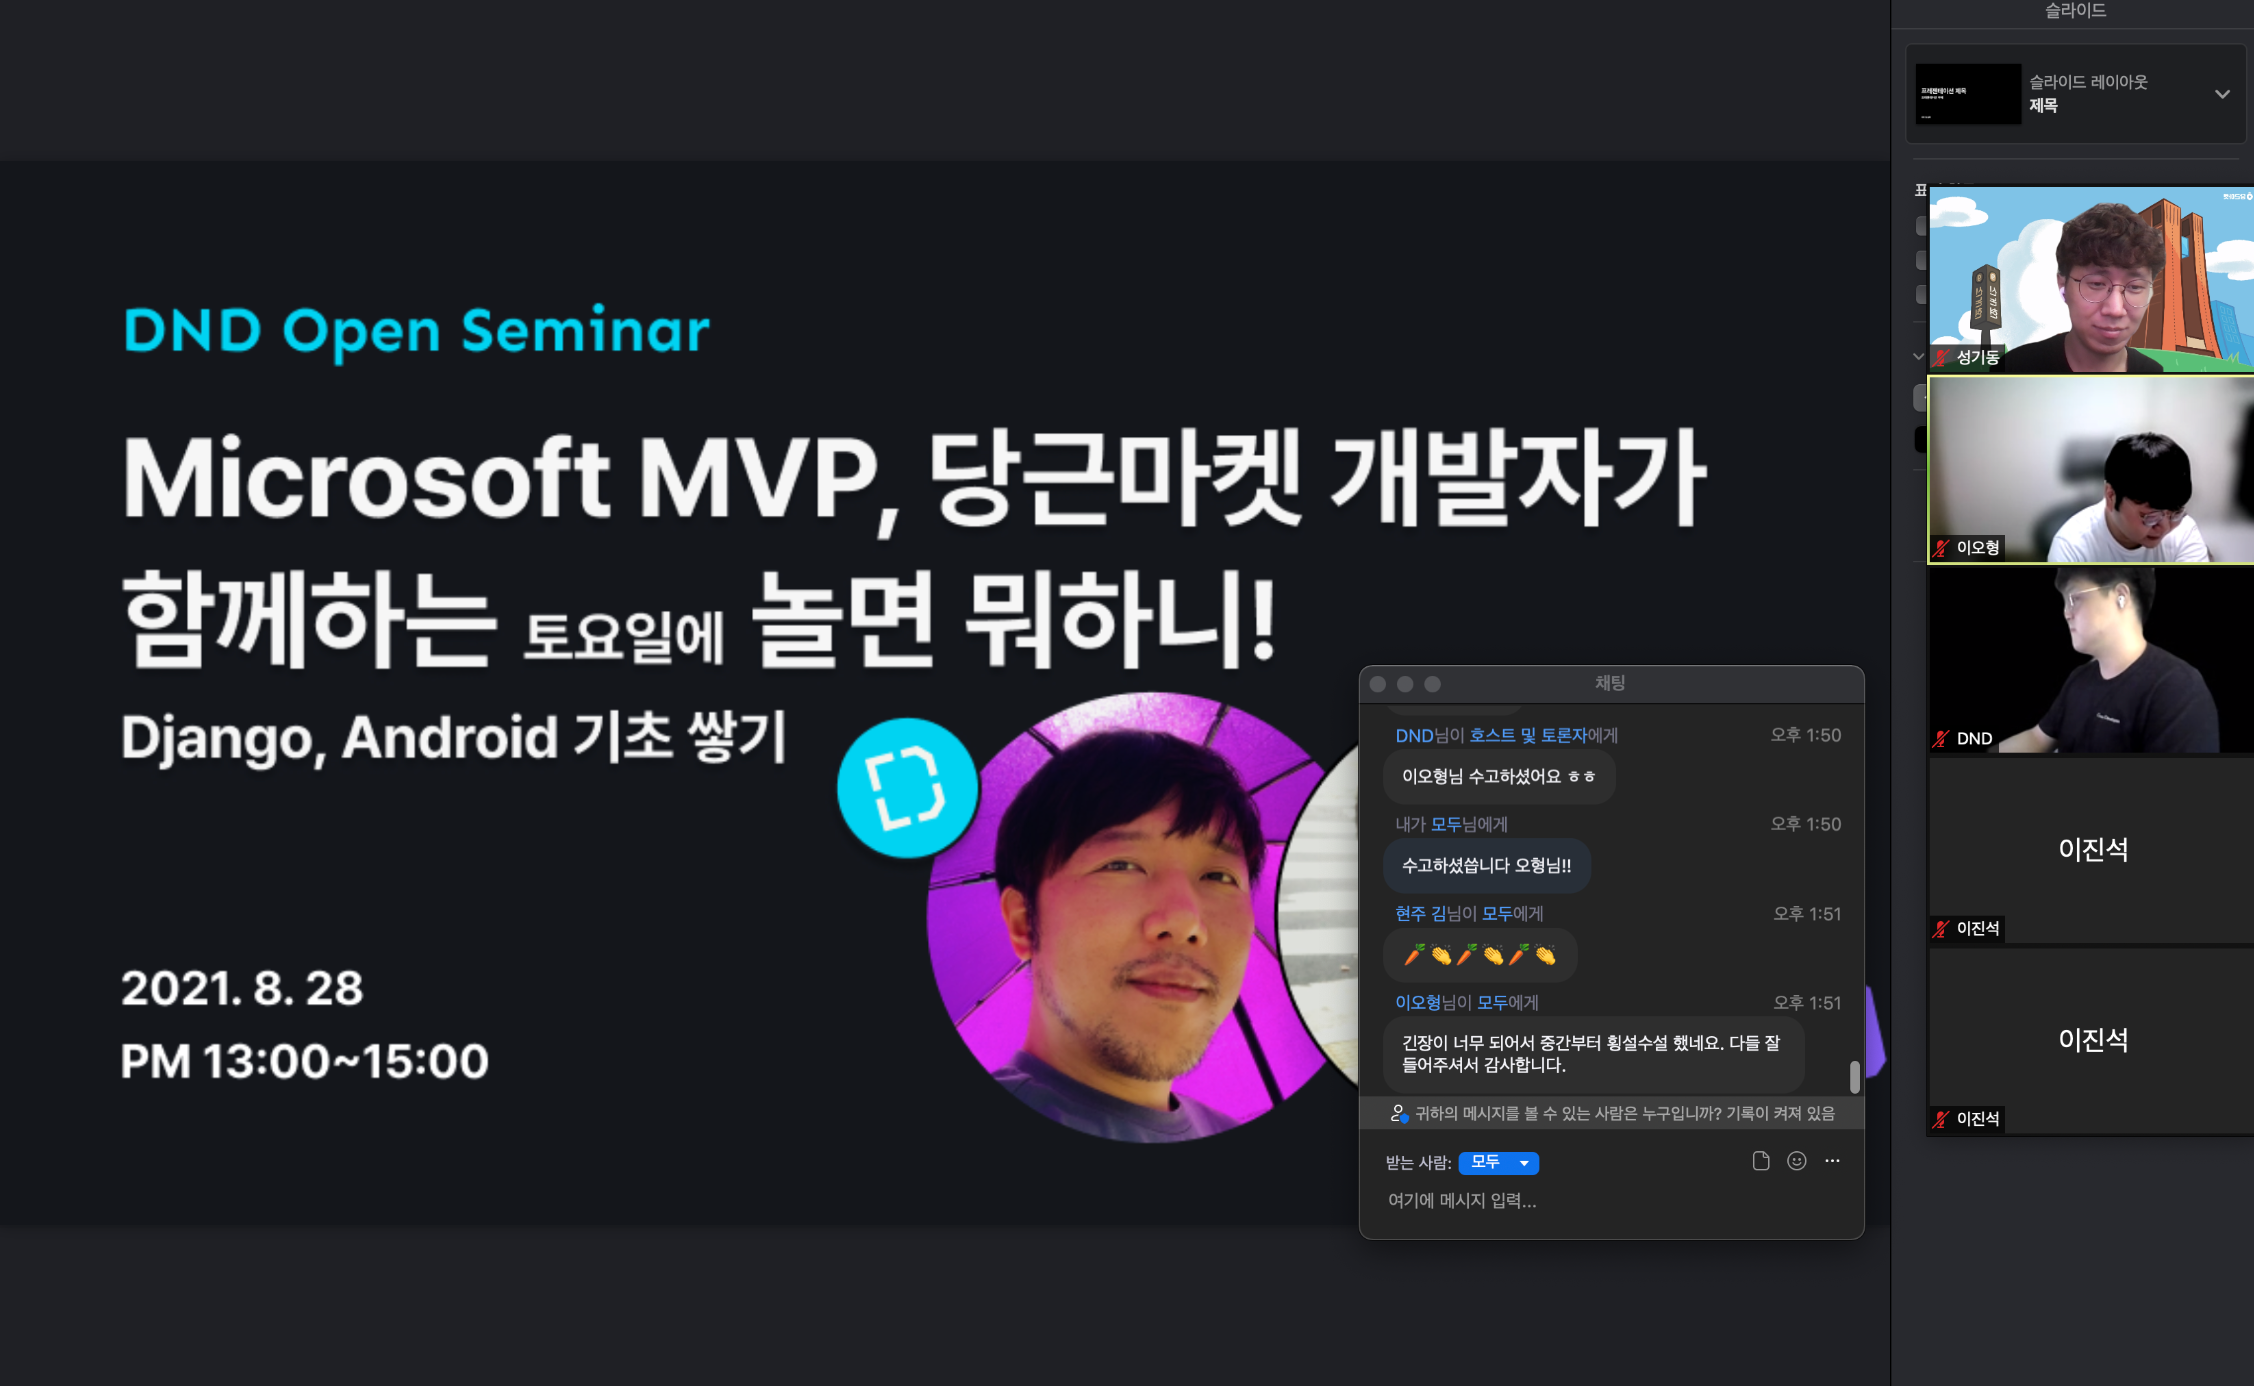 DND Open Seminar
Microsoft MVP, 당근마켓 개발자가
함께하는 토요일에 놀면 뭐하니!
Django, Android 기초 쌓기
2021. 8. 28
PM 13:00~15:00
채팅
DND님이 호스트 및 토론자에게 오후 1:50
이오형님 수고하셨어요 ㅎㅎ
내가 모두님에게 오후 1:50
수고하셨씁니다 오형님!!
현주 김님이 모두에게 오후 1:51
🥕👏🥕👏🥕👏
이오형님이 모두에게 오후 1:51
긴장이 너무 되어서 중간부터 횡설수설 했네요. 다들 잘
들어주셔서 감사합니다.
귀하의 메시지를 볼 수 있는 사람은 누구입니까? 기록이 켜져 있음
받는 사람: 모두
여기에 메시지 입력...
슬라이드
프레젠테이션 제목
슬라이드 레이아웃
제목
성기동
이오형
DND
이진석
이진석
이진석
이진석